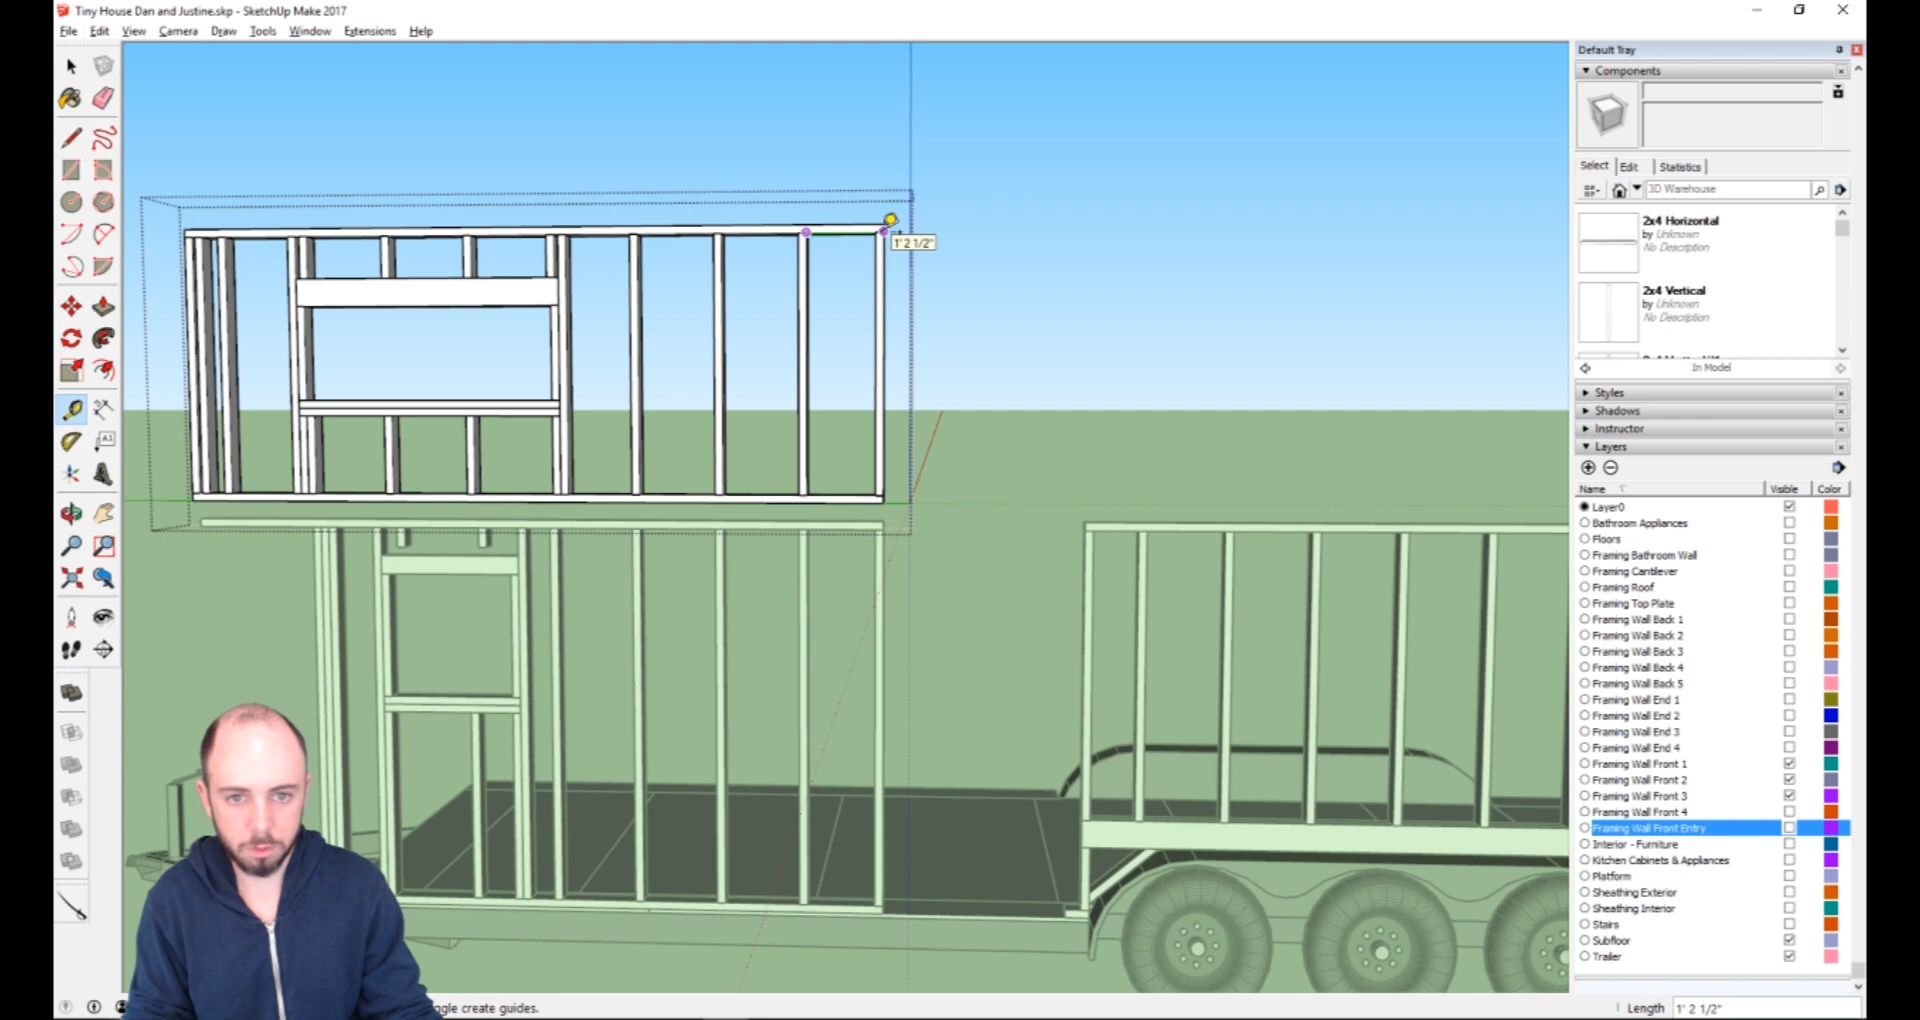 Tiny House Dan and Justine.skp - SketchUp Make 2017
File Edit View Camera Draw Tools Window Extensions Help
Default Tray
Components
Select Edit Statistics
3D Warehouse
2x4 Horizontal
by Unknown
No Description
2x4 Vertical
by Unknown
No Description
In Model
Styles
Shadows
Instructor
Layers
Name Visible Color
Layer0
Bathroom Appliances
Floors
Framing Bathroom Wall
Framing Cantilever
Framing Roof
Framing Top Plate
Framing Wall Back 1
Framing Wall Back 2
Framing Wall Back 3
Framing Wall Back 4
Framing Wall Back 5
Framing Wall End 1
Framing Wall End 2
Framing Wall End 3
Framing Wall End 4
Framing Wall Front 1
Framing Wall Front 2
Framing Wall Front 3
Framing Wall Front 4
Framing Wall Front Entry
Interior - Furniture
Kitchen Cabinets & Appliances
Platform
Sheathing Exterior
Sheathing Interior
Stairs
Subfloor
Trailer
1' 2 1/2"
A1
ggle create guides.
Length 1' 2 1/2"